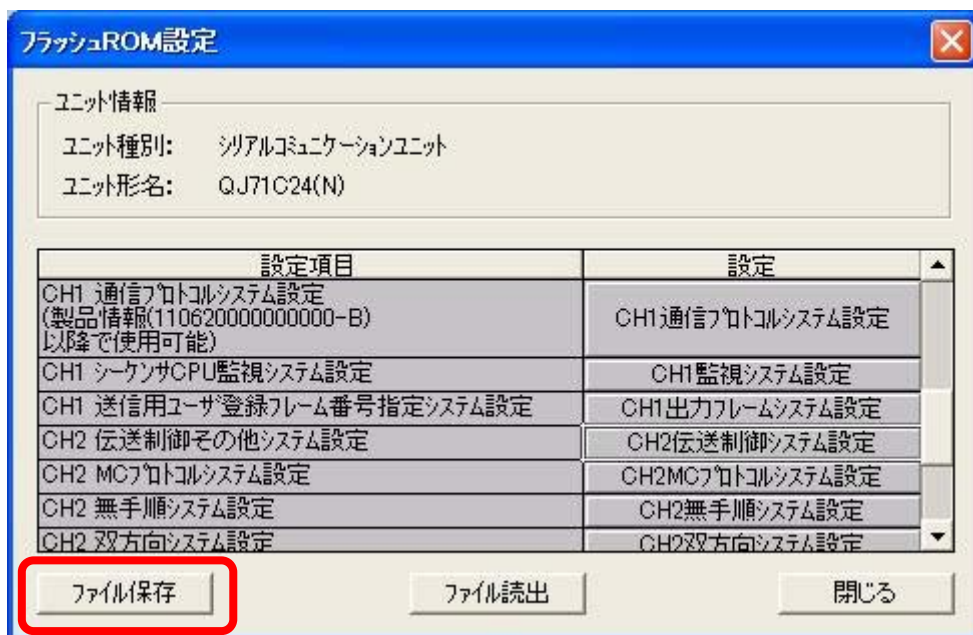 フラッシュROM設定
ユニット情報
ユニット種別: シリアルコミュニケーションユニット
ユニット形名: QJ71C24(N)
設定項目 設定
CH1 通信プロトコルシステム設定
(製品情報(110620000000000-B)
以降で使用可能) CH1通信プロトコルシステム設定
CH1 シーケンサCPU監視システム設定 CH1監視システム設定
CH1 送信用ユーザ登録フレーム番号指定システム設定 CH1出力フレームシステム設定
CH2 伝送制御その他システム設定 CH2伝送制御システム設定
CH2 MCプロトコルシステム設定 CH2MCプロトコルシステム設定
CH2 無手順システム設定 CH2無手順システム設定
CH2 双方向システム設定 CH2双方向システム設定
ファイル保存 ファイル読出 閉じる